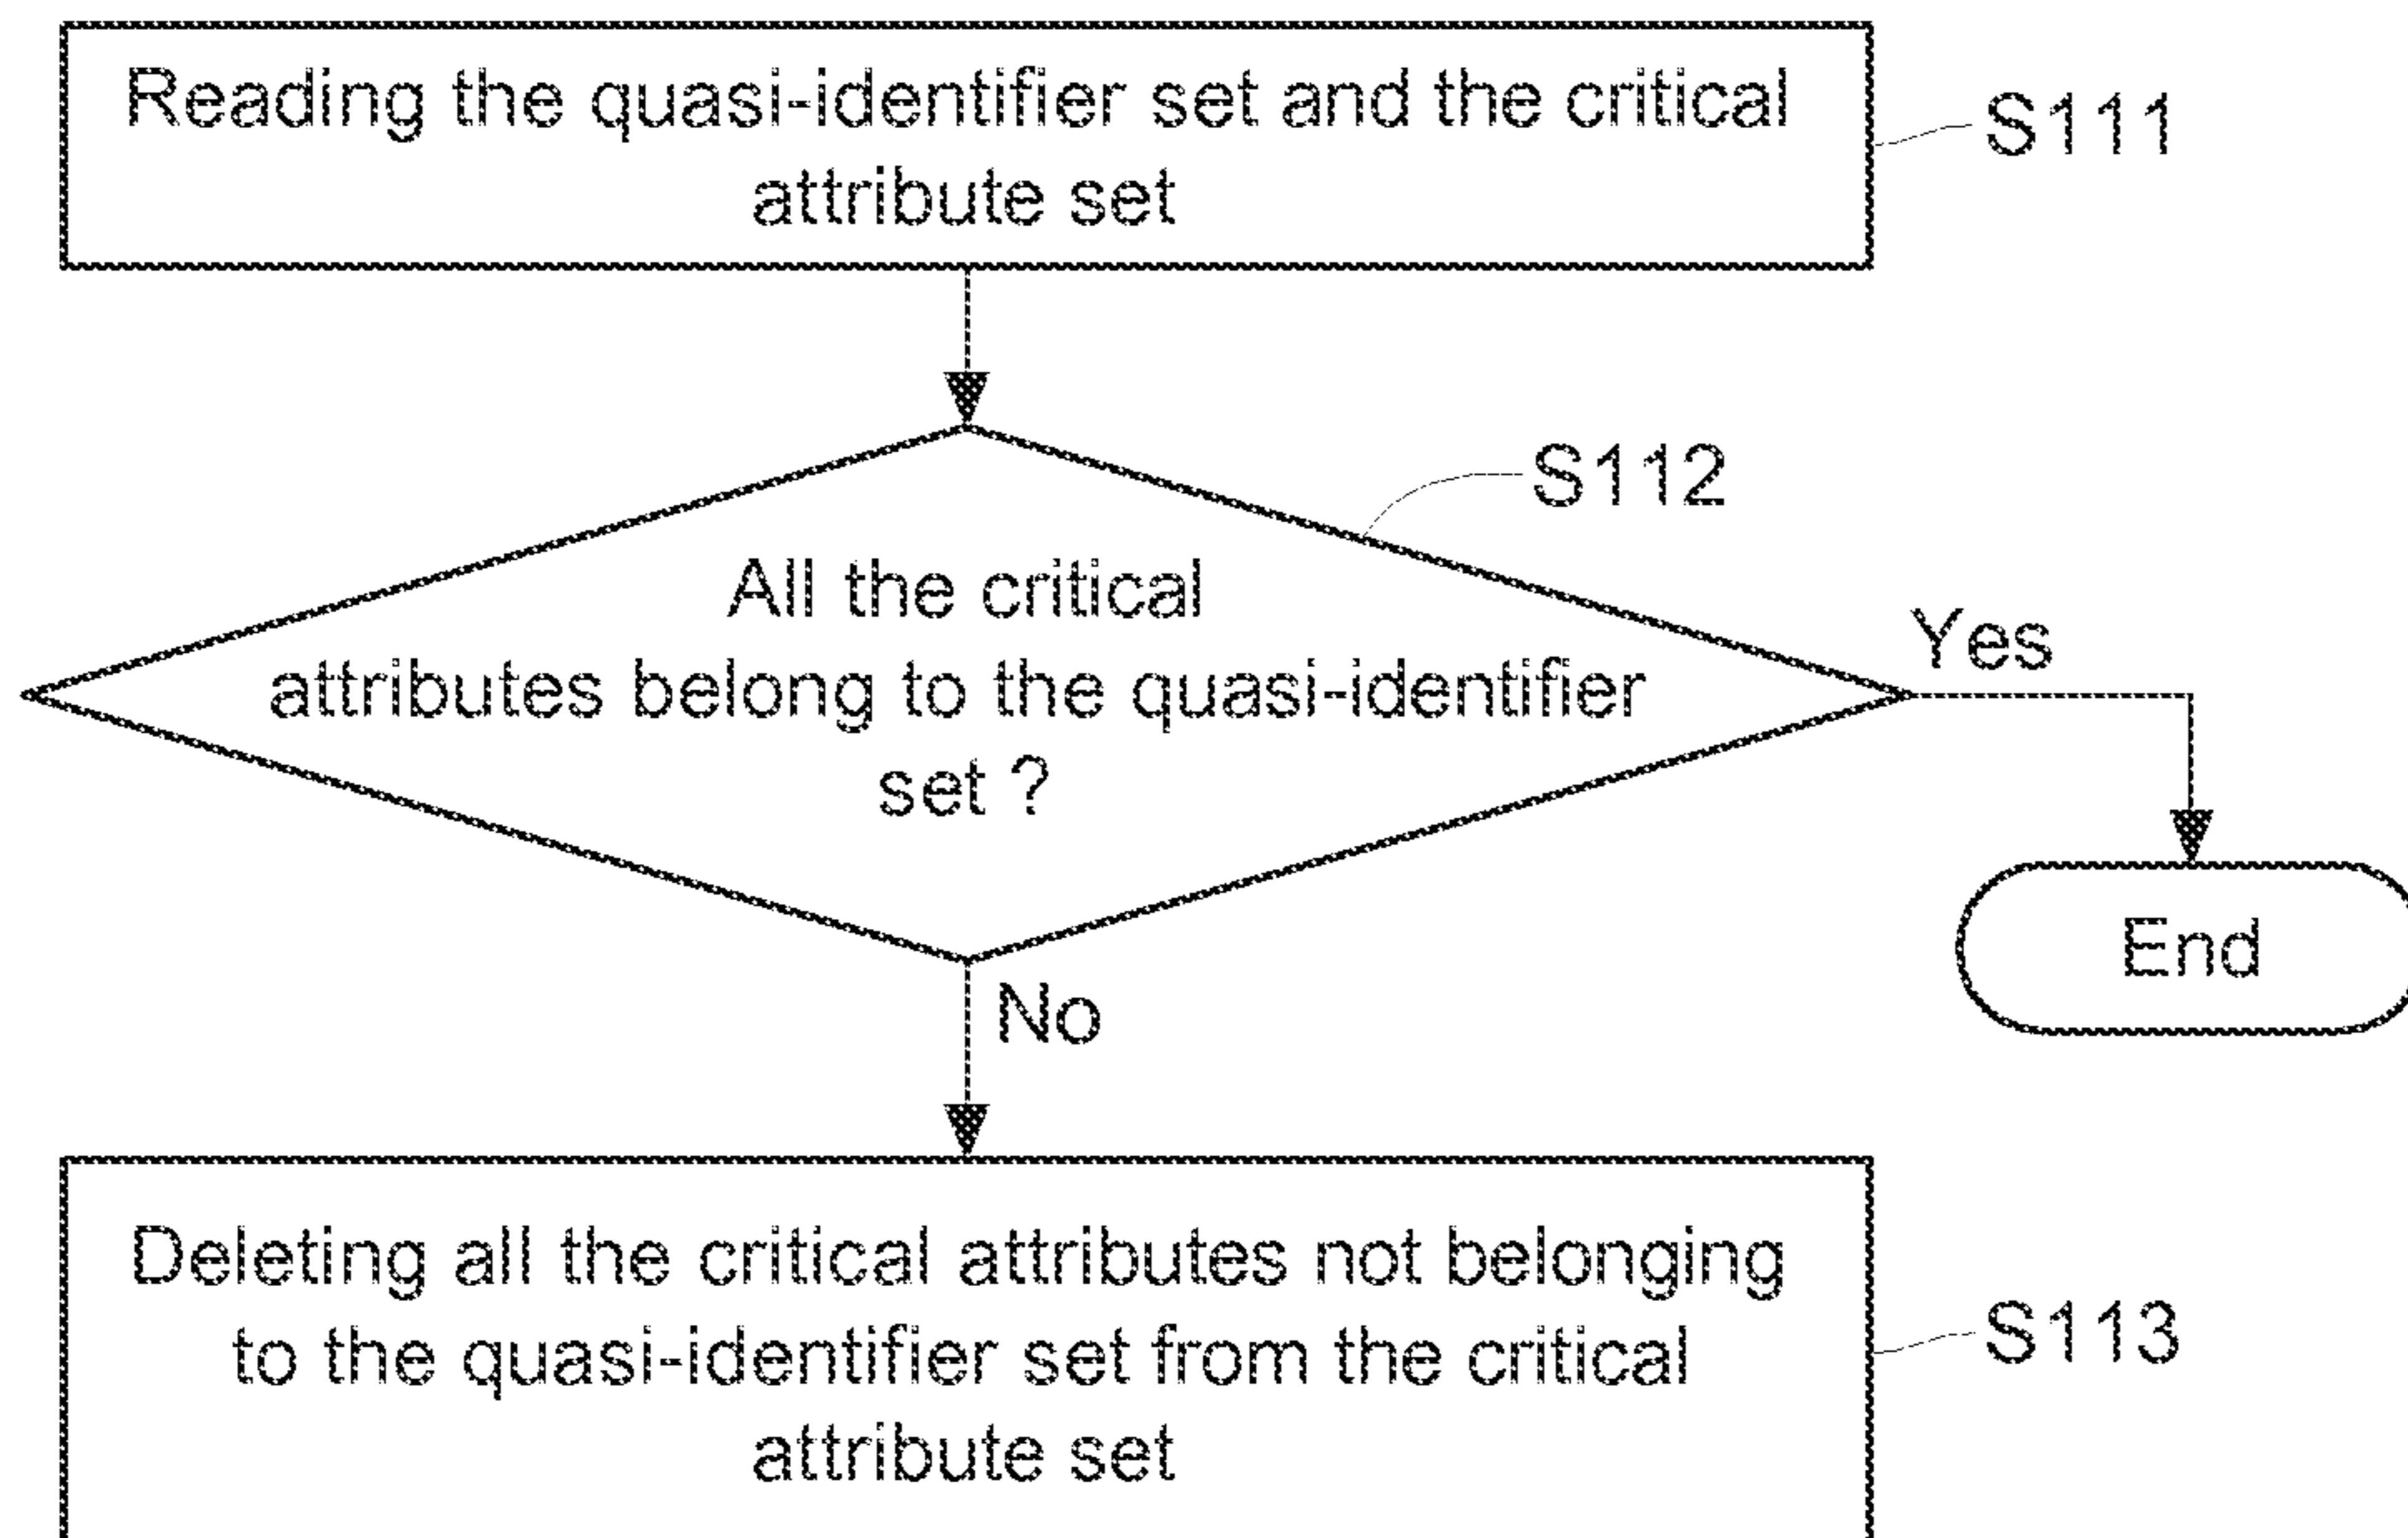 Reading the quasi-identifier set and the critical
attribute set
S111
S112
All the critical
attributes belong to the quasi-identifier
set ?
Yes
End
No
Deleting all the critical attributes not belonging
to the quasi-identifier set from the critical
attribute set
S113